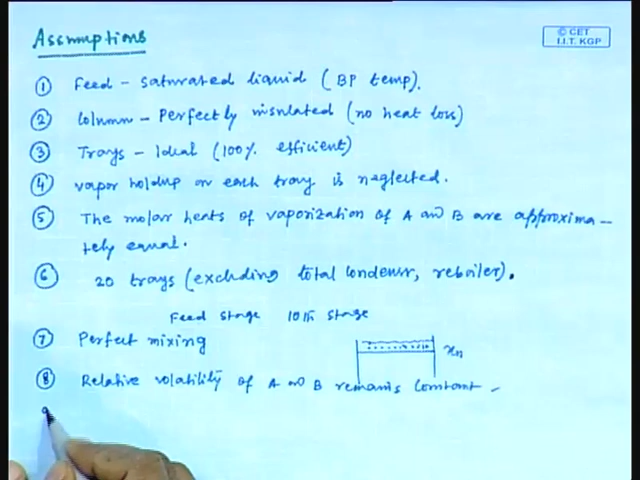 Assumptions
© CET
I.I.T. KGP
① Feed - saturated liquid (BP temp).
② Column - Perfectly insulated (no heat loss)
③ Trays - Ideal (100% efficient)
④ vapor holdup on each tray is neglected.
⑤ The molar heats of vaporization of A and B are approxima-
tely equal.
⑥ 20 trays (excluding total condenser, reboiler).
Feed stage 10th stage
⑦ Perfect mixing
xn
⑧ Relative volatility of A and B remains constant -
9